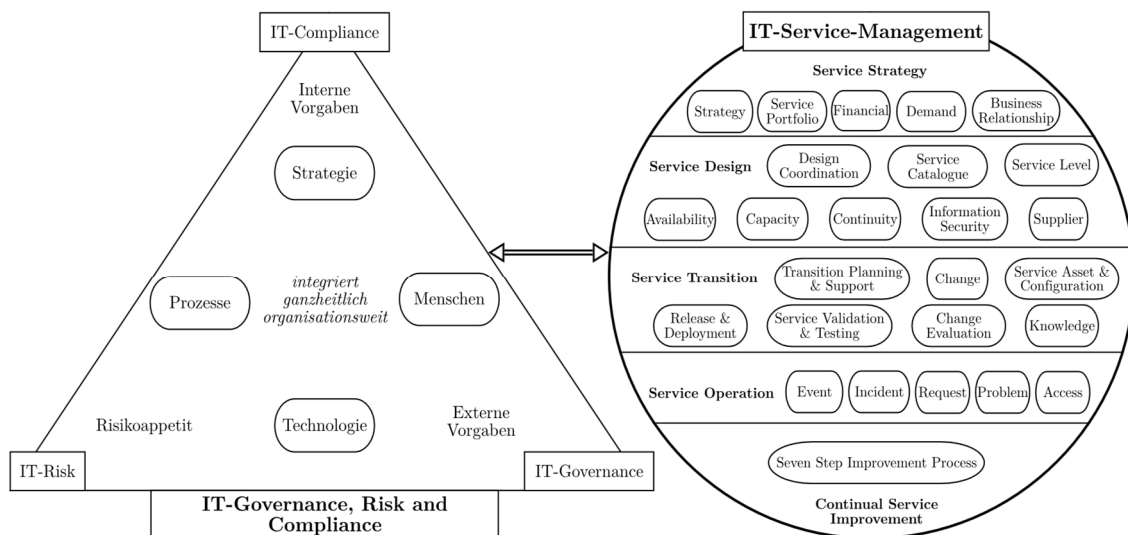 IT-Compliance
Interne
Vorgaben
Strategie
Prozesse
integriert
ganzheitlich
organisationsweit
Menschen
Risikoappetit
Technologie
Externe
Vorgaben
IT-Risk
IT-Governance
IT-Governance, Risk and
Compliance
IT-Service-Management
Service Strategy
Strategy
Service
Portfolio
Financial
Demand
Business
Relationship
Service Design
Design
Coordination
Service
Catalogue
Service Level
Availability
Capacity
Continuity
Information
Security
Supplier
Service Transition
Transition Planning
& Support
Change
Service Asset &
Configuration
Release &
Deployment
Service Validation
& Testing
Change
Evaluation
Knowledge
Service Operation
Event
Incident
Request
Problem
Access
Seven Step Improvement Process
Continual Service
Improvement